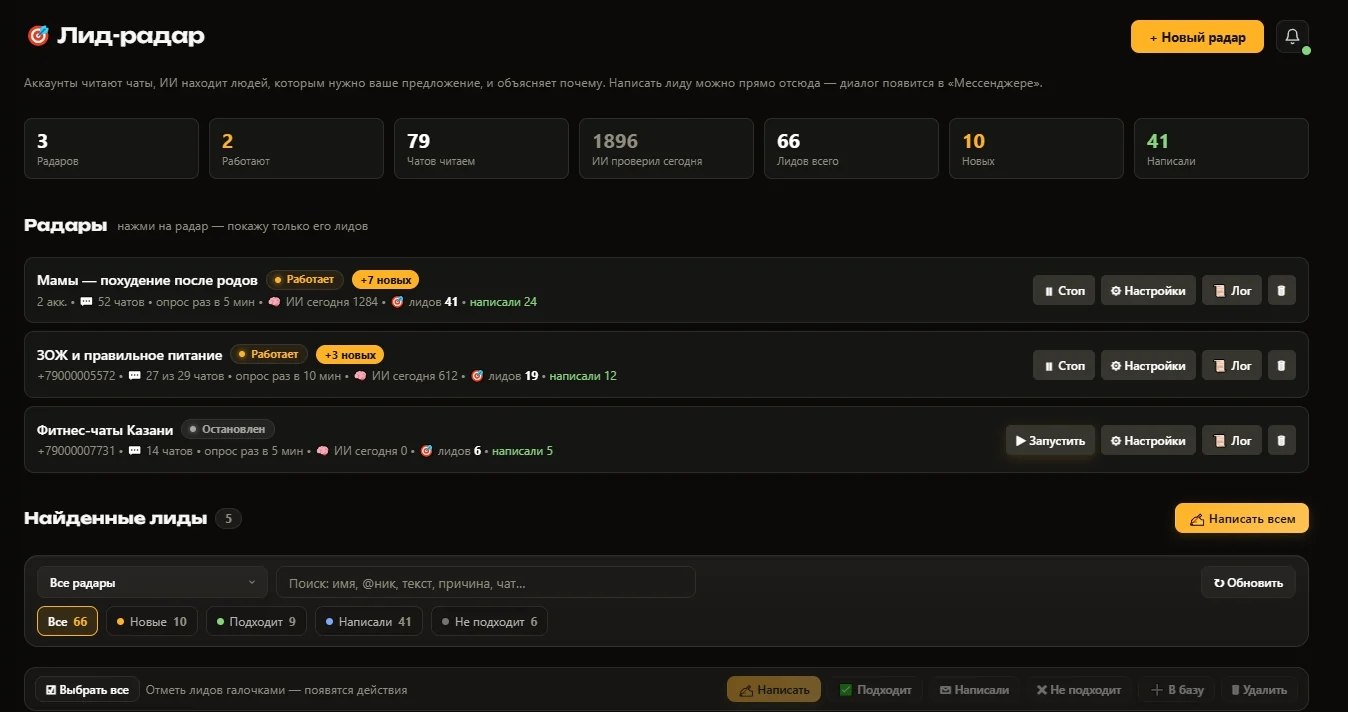 🎯 Лид-радар
+ Новый радар
Аккаунты читают чаты, ИИ находит людей, которым нужно ваше предложение, и объясняет почему. Написать лиду можно прямо отсюда — диалог появится в «Мессенджере».
3
Радаров
2
Работают
79
Чатов читаем
1896
ИИ проверил сегодня
66
Лидов всего
10
Новых
41
Написали
Радары нажми на радар — покажу только его лидов
Мамы — похудение после родов Работает +7 новых
2 акк. • 💬 52 чатов • опрос раз в 5 мин • 🧠 ИИ сегодня 1284 • 🎯 лидов 41 • написали 24
Стоп Настройки Лог
ЗОЖ и правильное питание Работает +3 новых
+79000005572 • 💬 27 из 29 чатов • опрос раз в 10 мин • 🧠 ИИ сегодня 612 • 🎯 лидов 19 • написали 12
Стоп Настройки Лог
Фитнес-чаты Казани Остановлен
+79000007731 • 💬 14 чатов • опрос раз в 5 мин • 🧠 ИИ сегодня 0 • 🎯 лидов 6 • написали 5
Запустить Настройки Лог
Найденные лиды 5
Написать всем
Все радары
Поиск: имя, @ник, текст, причина, чат...
Обновить
Все 66 Новые 10 Подходит 9 Написали 41 Не подходит 6
Выбрать все Отметь лидов галочками — появятся действия
Написать Подходит Написали Не подходит В базу Удалить